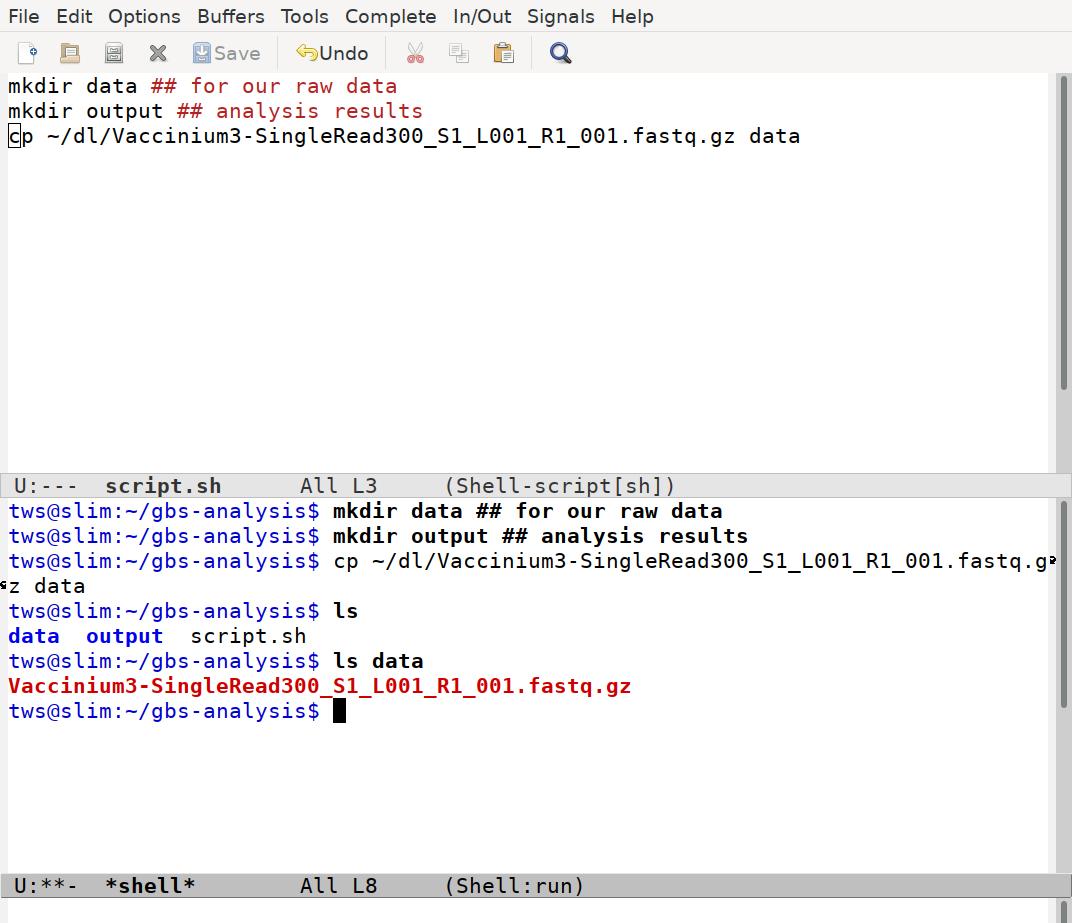 File Edit Options Buffers Tools Complete In/Out Signals Help
Save Undo
mkdir data ## for our raw data
mkdir output ## analysis results
cp ~/dl/Vaccinium3-SingleRead300_S1_L001_R1_001.fastq.gz data
U:--- script.sh All L3 (Shell-script[sh])
tws@slim:~/gbs-analysis$ mkdir data ## for our raw data
tws@slim:~/gbs-analysis$ mkdir output ## analysis results
tws@slim:~/gbs-analysis$ cp ~/dl/Vaccinium3-SingleRead300_S1_L001_R1_001.fastq.g
z data
tws@slim:~/gbs-analysis$ ls
data output script.sh
tws@slim:~/gbs-analysis$ ls data
Vaccinium3-SingleRead300_S1_L001_R1_001.fastq.gz
tws@slim:~/gbs-analysis$
U:**- *shell* All L8 (Shell:run)